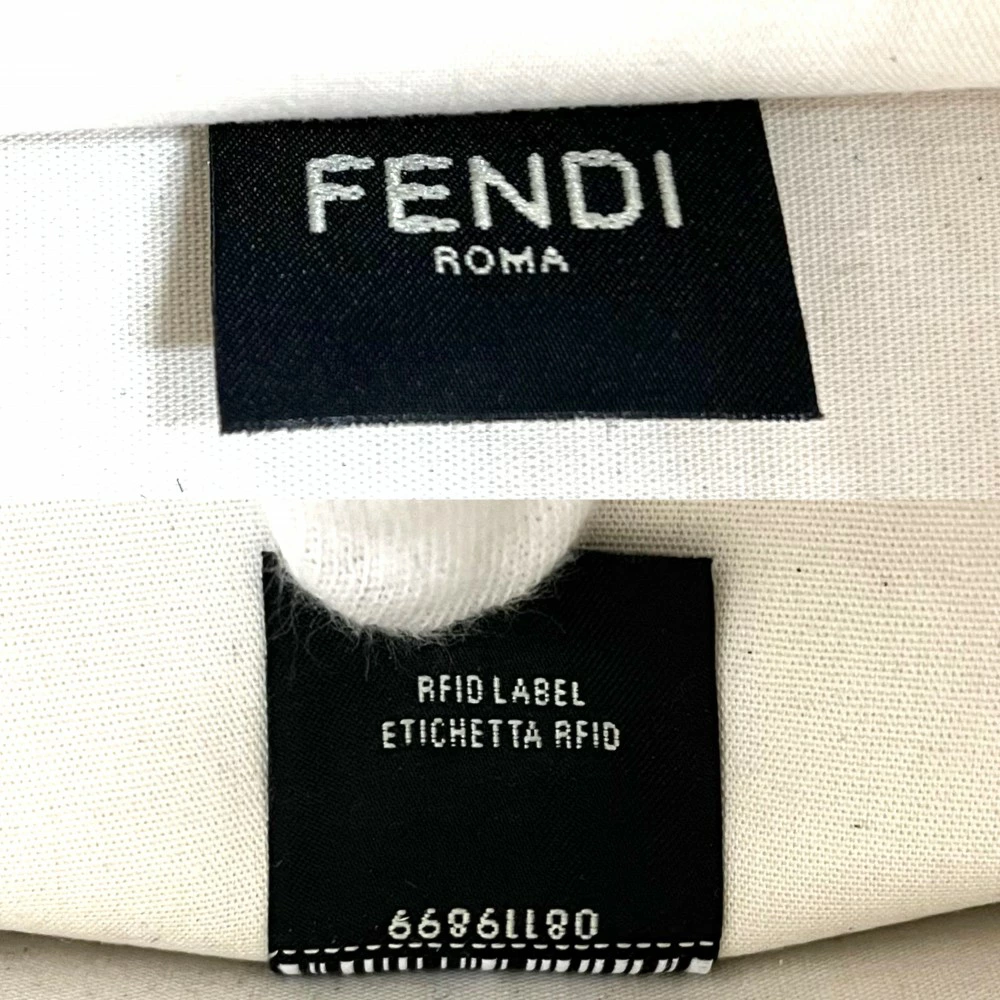 FENDI
ROMA
RFID LABEL
ETICHETTA RFID
08119899